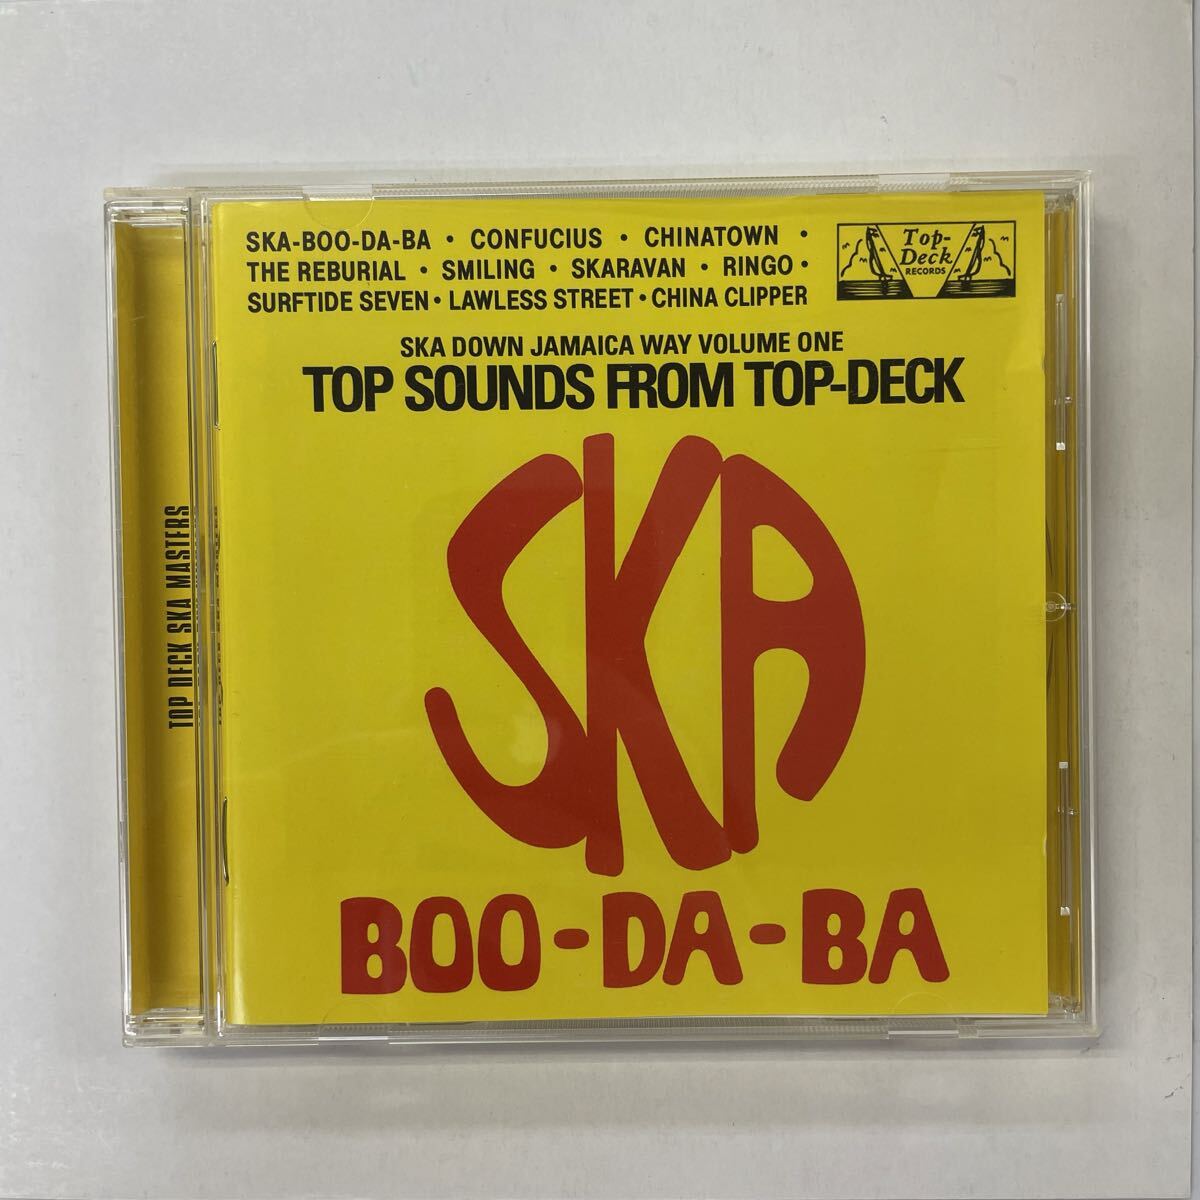 SKA-BOO-DA-BA • CONFUCIUS • CHINATOWN •
THE REBURIAL • SMILING • SKARAVAN • RINGO •
SURFTIDE SEVEN • LAWLESS STREET • CHINA CLIPPER
Top-
Deck
RECORDS
SKA DOWN JAMAICA WAY VOLUME ONE
TOP SOUNDS FROM TOP-DECK
SKA
BOO-DA-BA
TOP DECK SKA MASTERS